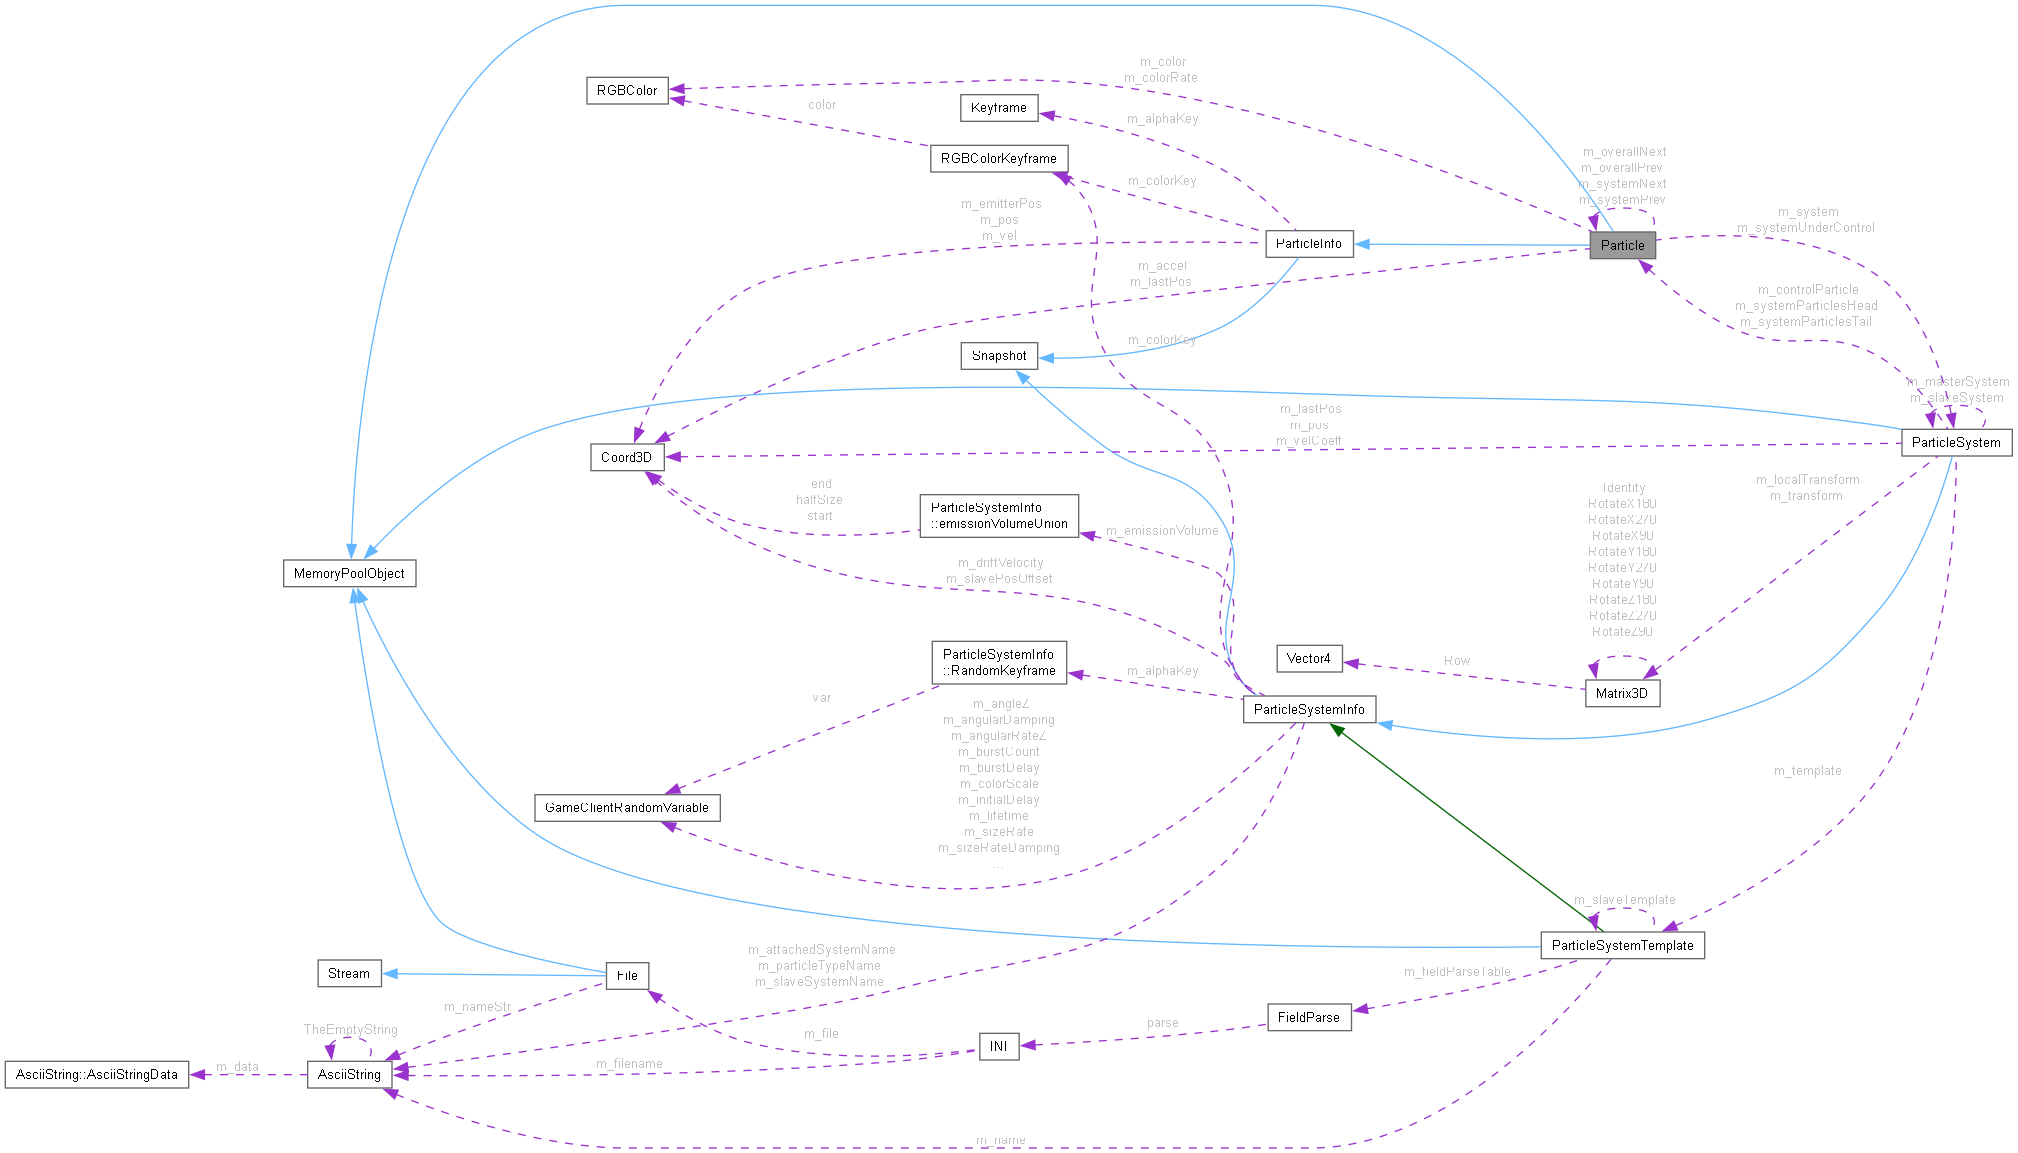 m_color
m_colorRate
RGBColor
color
Keyframe
m_alphaKey
RGBColorKeyframe
m_colorKey
m_overallNext
m_overallPrev
m_systemNext
m_systemPrev
m_emitterPos
m_pos
m_vel
ParticleInfo
Particle
m_system
m_systemUnderControl
m_accel
m_lastPos
m_controlParticle
m_systemParticlesHead
m_systemParticlesTail
m_colorKey
Snapshot
m_masterSystem
m_slaveSystem
m_lastPos
m_pos
m_velCoeff
ParticleSystem
Coord3D
end
halfSize
start
ParticleSystemInfo
::emissionVolumeUnion
m_emissionVolume
m_localTransform
m_transform
Identity
RotateX180
RotateX270
RotateX90
RotateY180
RotateY270
RotateY90
RotateZ180
RotateZ270
RotateZ90
...
MemoryPoolObject
m_driftVelocity
m_slavePosOffset
ParticleSystemInfo
::RandomKeyframe
m_alphaKey
Vector4
Row
Matrix3D
var
ParticleSystemInfo
m_angleZ
m_angularDamping
m_angularRateZ
m_burstCount
m_burstDelay
m_colorScale
m_initialDelay
m_lifetime
m_sizeRate
m_sizeRateDamping
...
GameClientRandomVariable
m_template
m_slaveTemplate
ParticleSystemTemplate
m_attachedSystemName
m_particleTypeName
m_slaveSystemName
Stream
File
m_nameStr
m_fieldParseTable
FieldParse
parse
INI
m_file
m_filename
TheEmptyString
AsciiString
m_data
AsciiString::AsciiStringData
m_name